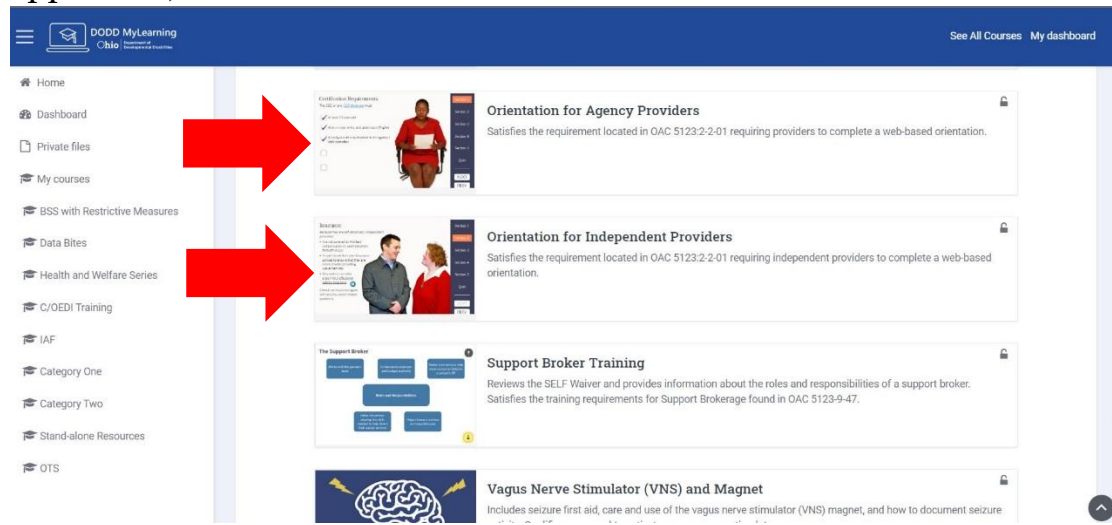 DODD MyLearning
Ohio Department of Developmental Disabilities
See All Courses My dashboard
Home
Dashboard
Private files
My courses
BSS with Restrictive Measures
Data Bites
Health and Welfare Series
C/OEDI Training
IAF
Category One
Category Two
Stand-alone Resources
OTS
Certification Requirements
Orientation for Agency Providers
Satisfies the requirement located in OAC 5123:2-2-01 requiring providers to complete a web-based orientation.
Insurance
Orientation for Independent Providers
Satisfies the requirement located in OAC 5123:2-2-01 requiring independent providers to complete a web-based
orientation.
The Support Broker
Support Broker Training
Reviews the SELF Waiver and provides information about the roles and responsibilities of a support broker.
Satisfies the training requirements for Support Brokerage found in OAC 5123-9-47.
Vagus Nerve Stimulator (VNS) and Magnet
Includes seizure first aid, care and use of the vagus nerve stimulator (VNS) magnet, and how to document seizure